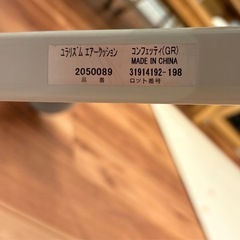 ユラリズム エアークッション コンフェッティ(GR)
MADE IN CHINA
2050089 31914192-198
品番 ロット番号